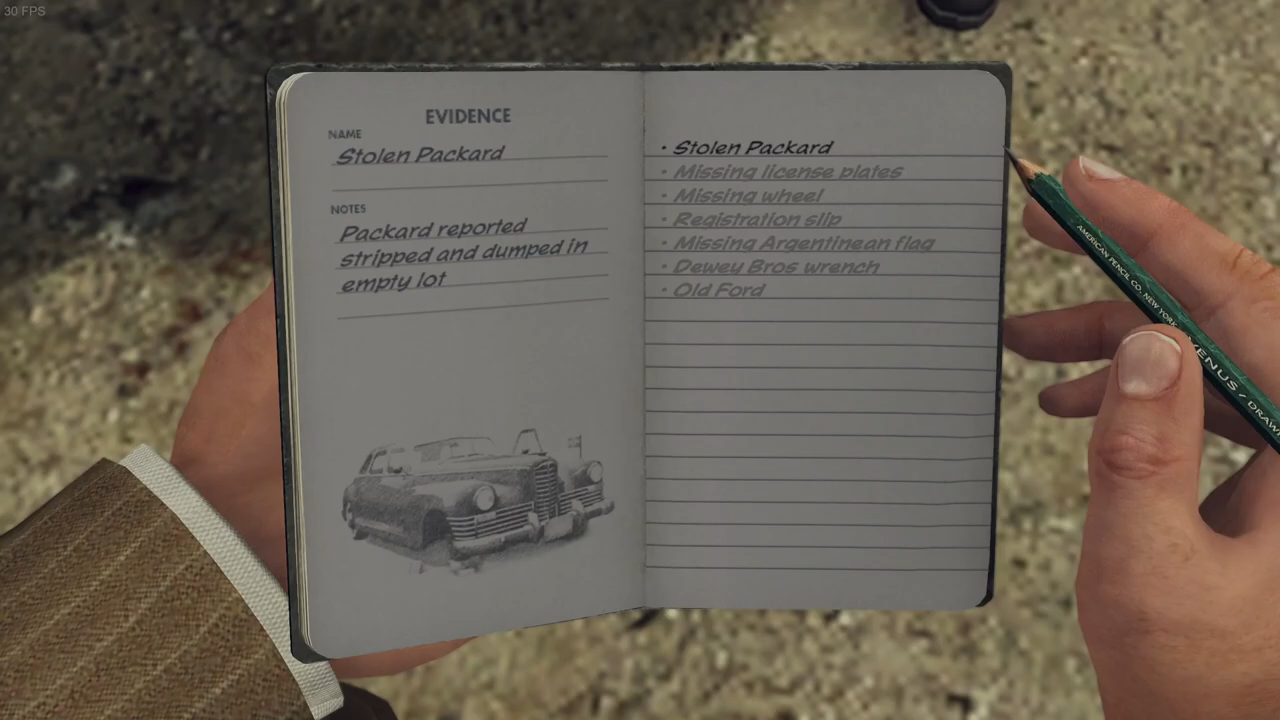 30 FPS
EVIDENCE
NAME
Stolen Packard
NOTES
Packard reported
stripped and dumped in
empty lot
• Stolen Packard
• Missing license plates
• Missing wheel
• Registration slip
• Missing Argentinean flag
• Dewey Bros wrench
• Old Ford
AMERICAN PENCIL CO. NEW YORK
VENUS / DRAW